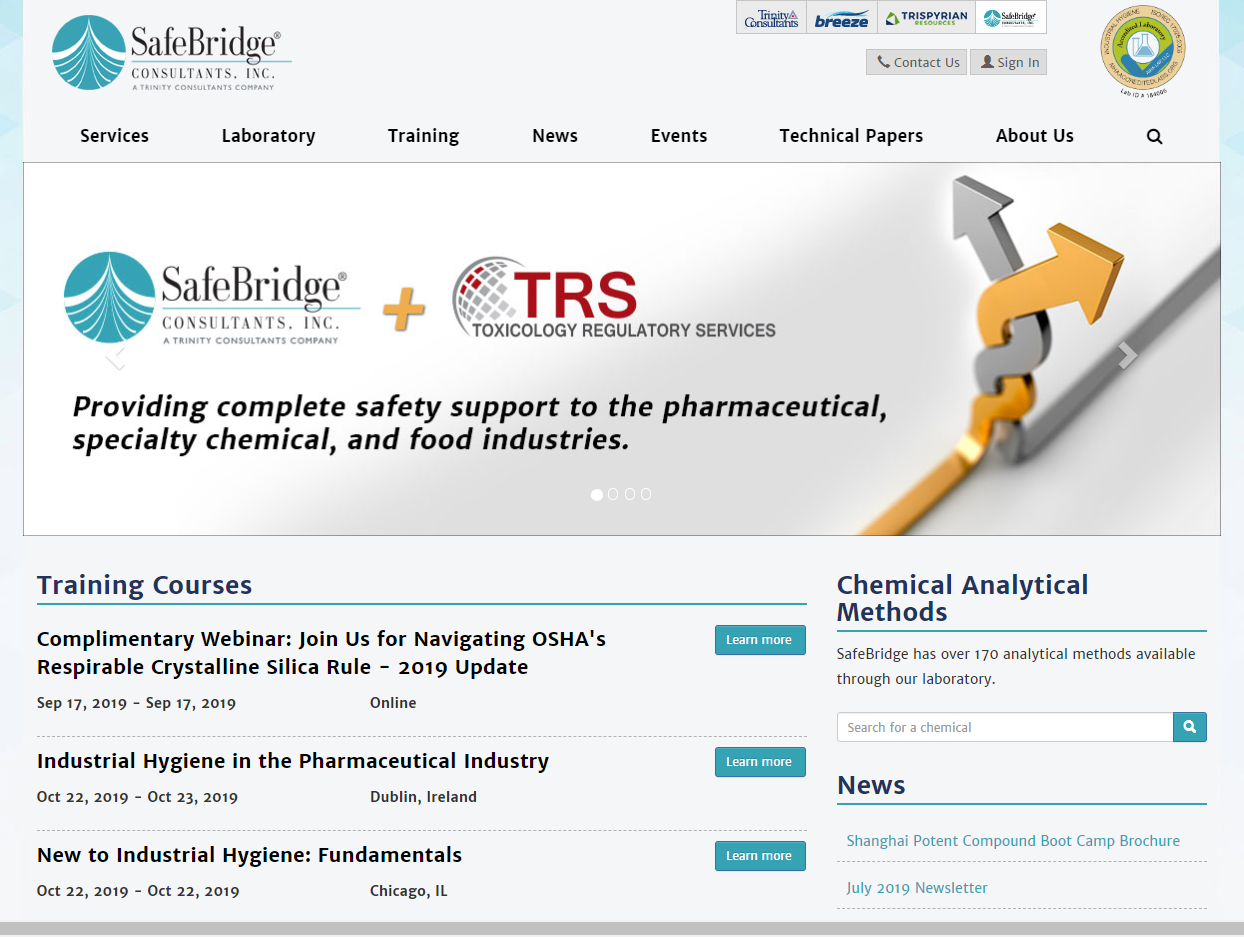 SafeBridge®
CONSULTANTS, INC.
A TRINITY CONSULTANTS COMPANY
Trinity
Consultants
breeze
TRISPYRIAN
RESOURCES
SafeBridge
Contact Us
Sign In
Accredited Laboratory
INDUSTRIAL HYGIENE
Lab ID #
Services
Laboratory
Training
News
Events
Technical Papers
About Us
SafeBridge®
CONSULTANTS, INC.
A TRINITY CONSULTANTS COMPANY
+
TRS
TOXICOLOGY REGULATORY SERVICES
Providing complete safety support to the pharmaceutical,
specialty chemical, and food industries.
Training Courses
Complimentary Webinar: Join Us for Navigating OSHA's
Respirable Crystalline Silica Rule - 2019 Update
Learn more
Sep 17, 2019 - Sep 17, 2019
Online
Industrial Hygiene in the Pharmaceutical Industry
Learn more
Oct 22, 2019 - Oct 23, 2019
Dublin, Ireland
New to Industrial Hygiene: Fundamentals
Learn more
Oct 22, 2019 - Oct 22, 2019
Chicago, IL
Chemical Analytical
Methods
SafeBridge has over 170 analytical methods available
through our laboratory.
Search for a chemical
News
Shanghai Potent Compound Boot Camp Brochure
July 2019 Newsletter